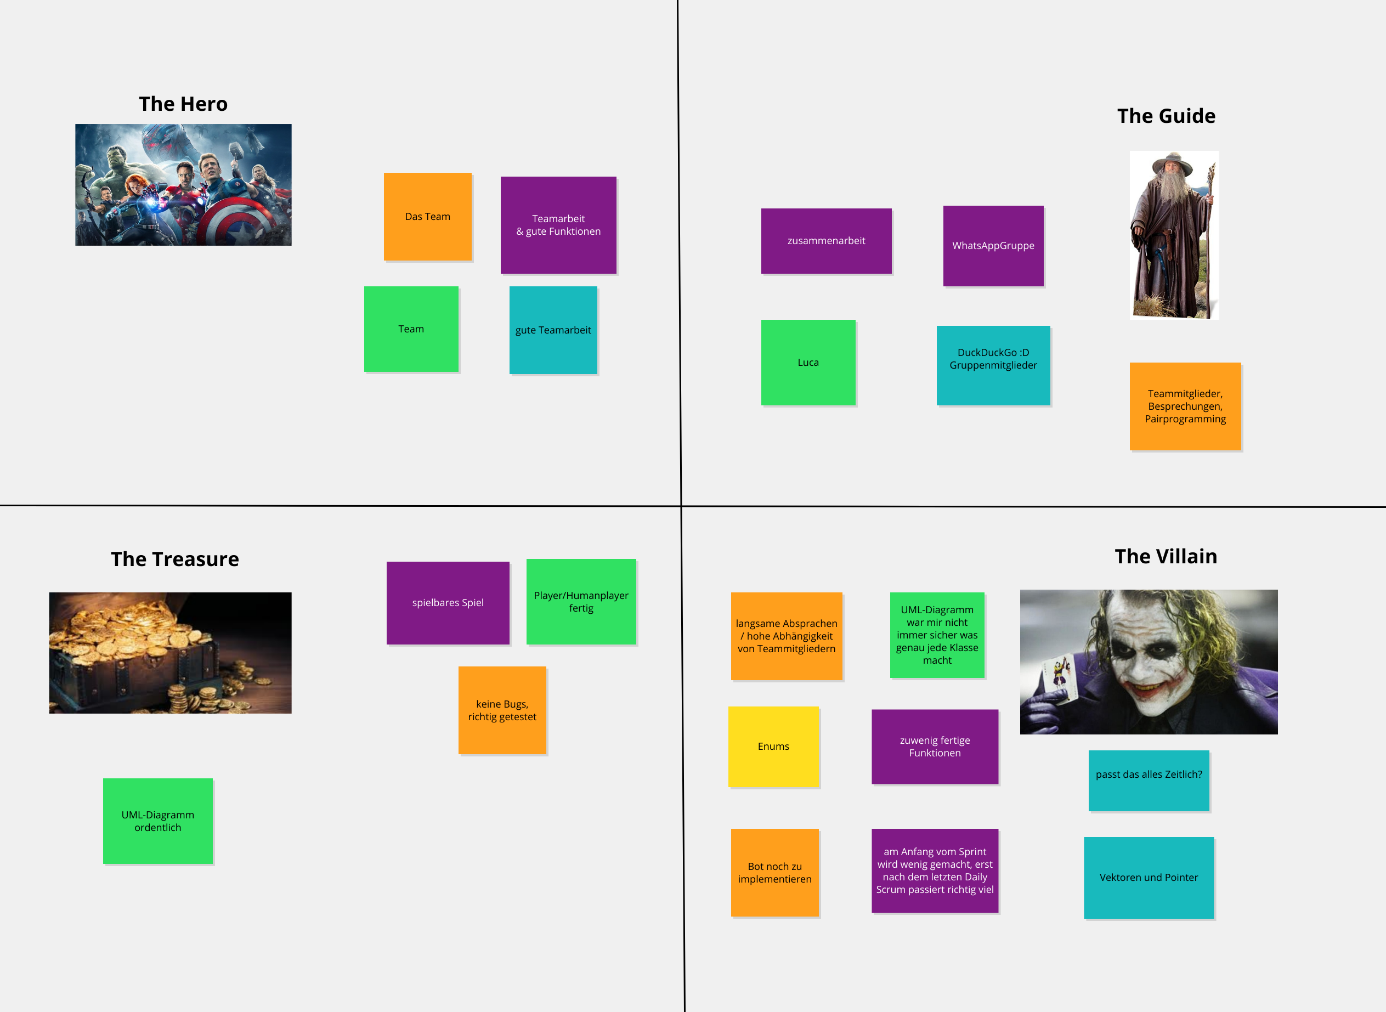 The Hero
Das Team
Teamarbeit
& gute Funktionen
Team
gute Teamarbeit
The Guide
zusammenarbeit
WhatsAppGruppe
Luca
DuckDuckGo :D
Gruppenmitglieder
Teammitglieder,
Besprechungen,
Pairprogramming
The Treasure
spielbares Spiel
Player/Humanplayer
fertig
keine Bugs,
richtig getestet
UML-Diagramm
ordentlich
The Villain
langsame Absprachen
/ hohe Abhängigkeit
von Teammitgliedern
UML-Diagramm
war mir nicht
immer sicher was
genau jede Klasse
macht
Enums
zuwenig fertige
Funktionen
passt das alles Zeitlich?
Bot noch zu
implementieren
am Anfang vom Sprint
wird wenig gemacht, erst
nach dem letzten Daily
Scrum passiert richtig viel
Vektoren und Pointer